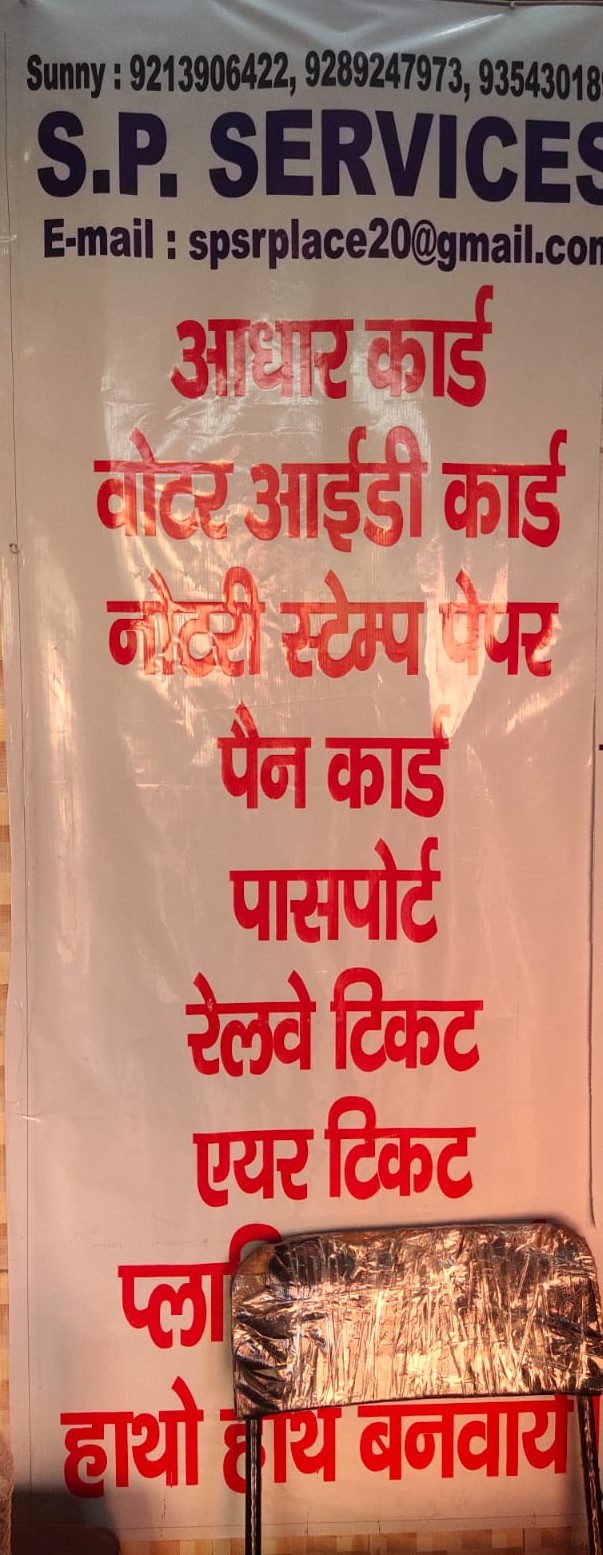 Sunny : 9213906422, 9289247973, 935430189
S.P. SERVICES
E-mail : spsrplace20@gmail.com
आधार कार्ड
वोटर आईडी कार्ड
नोटरी स्टेम्प पेपर
पैन कार्ड
पासपोर्ट
रेलवे टिकट
एयर टिकट
हाथो हाथ बनवाये